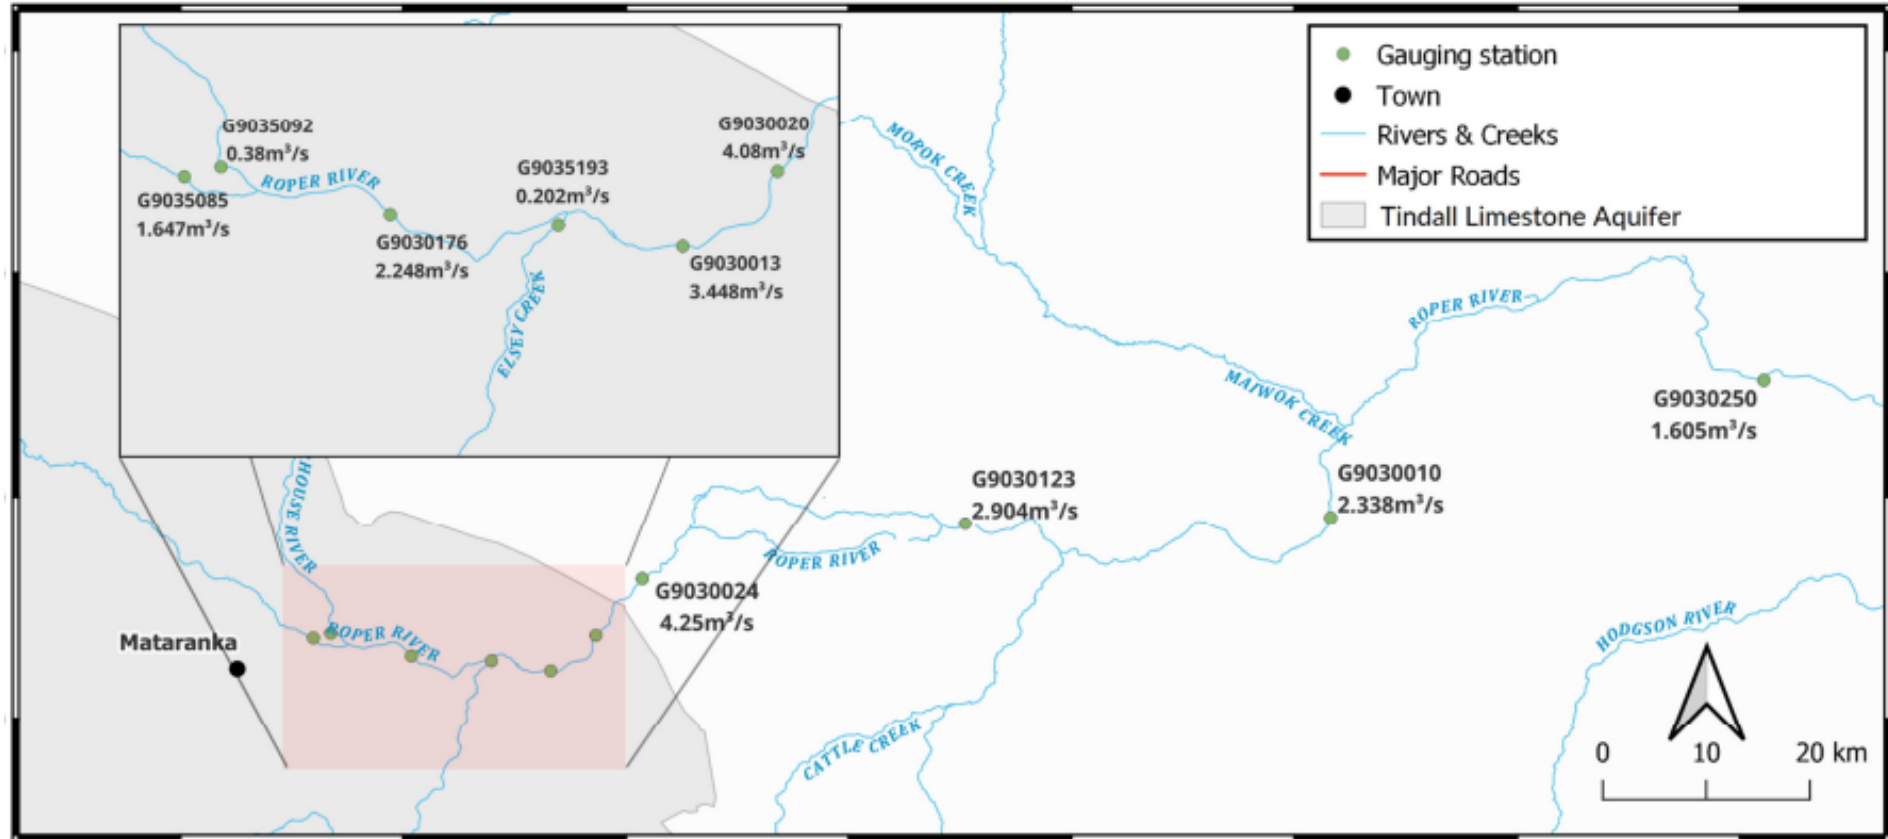 Gauging station
Town
Rivers & Creeks
Major Roads
Tindall Limestone Aquifer
G9035092
0.38m³/s
G9030020
4.08m³/s
G9035193
0.202m³/s
ROPER RIVER
G9035085
1.647m³/s
G9030176
2.248m³/s
G9030013
3.448m³/s
ELSEY CREEK
MOROK CREEK
ROPER RIVER
MAIWOK CREEK
G9030250
1.605m³/s
G9030123
2.904m³/s
G9030010
2.338m³/s
HOUSE RIVER
ROPER RIVER
G9030024
4.25m³/s
Mataranka
ROPER RIVER
HODGSON RIVER
CATTLE CREEK
0 10 20 km